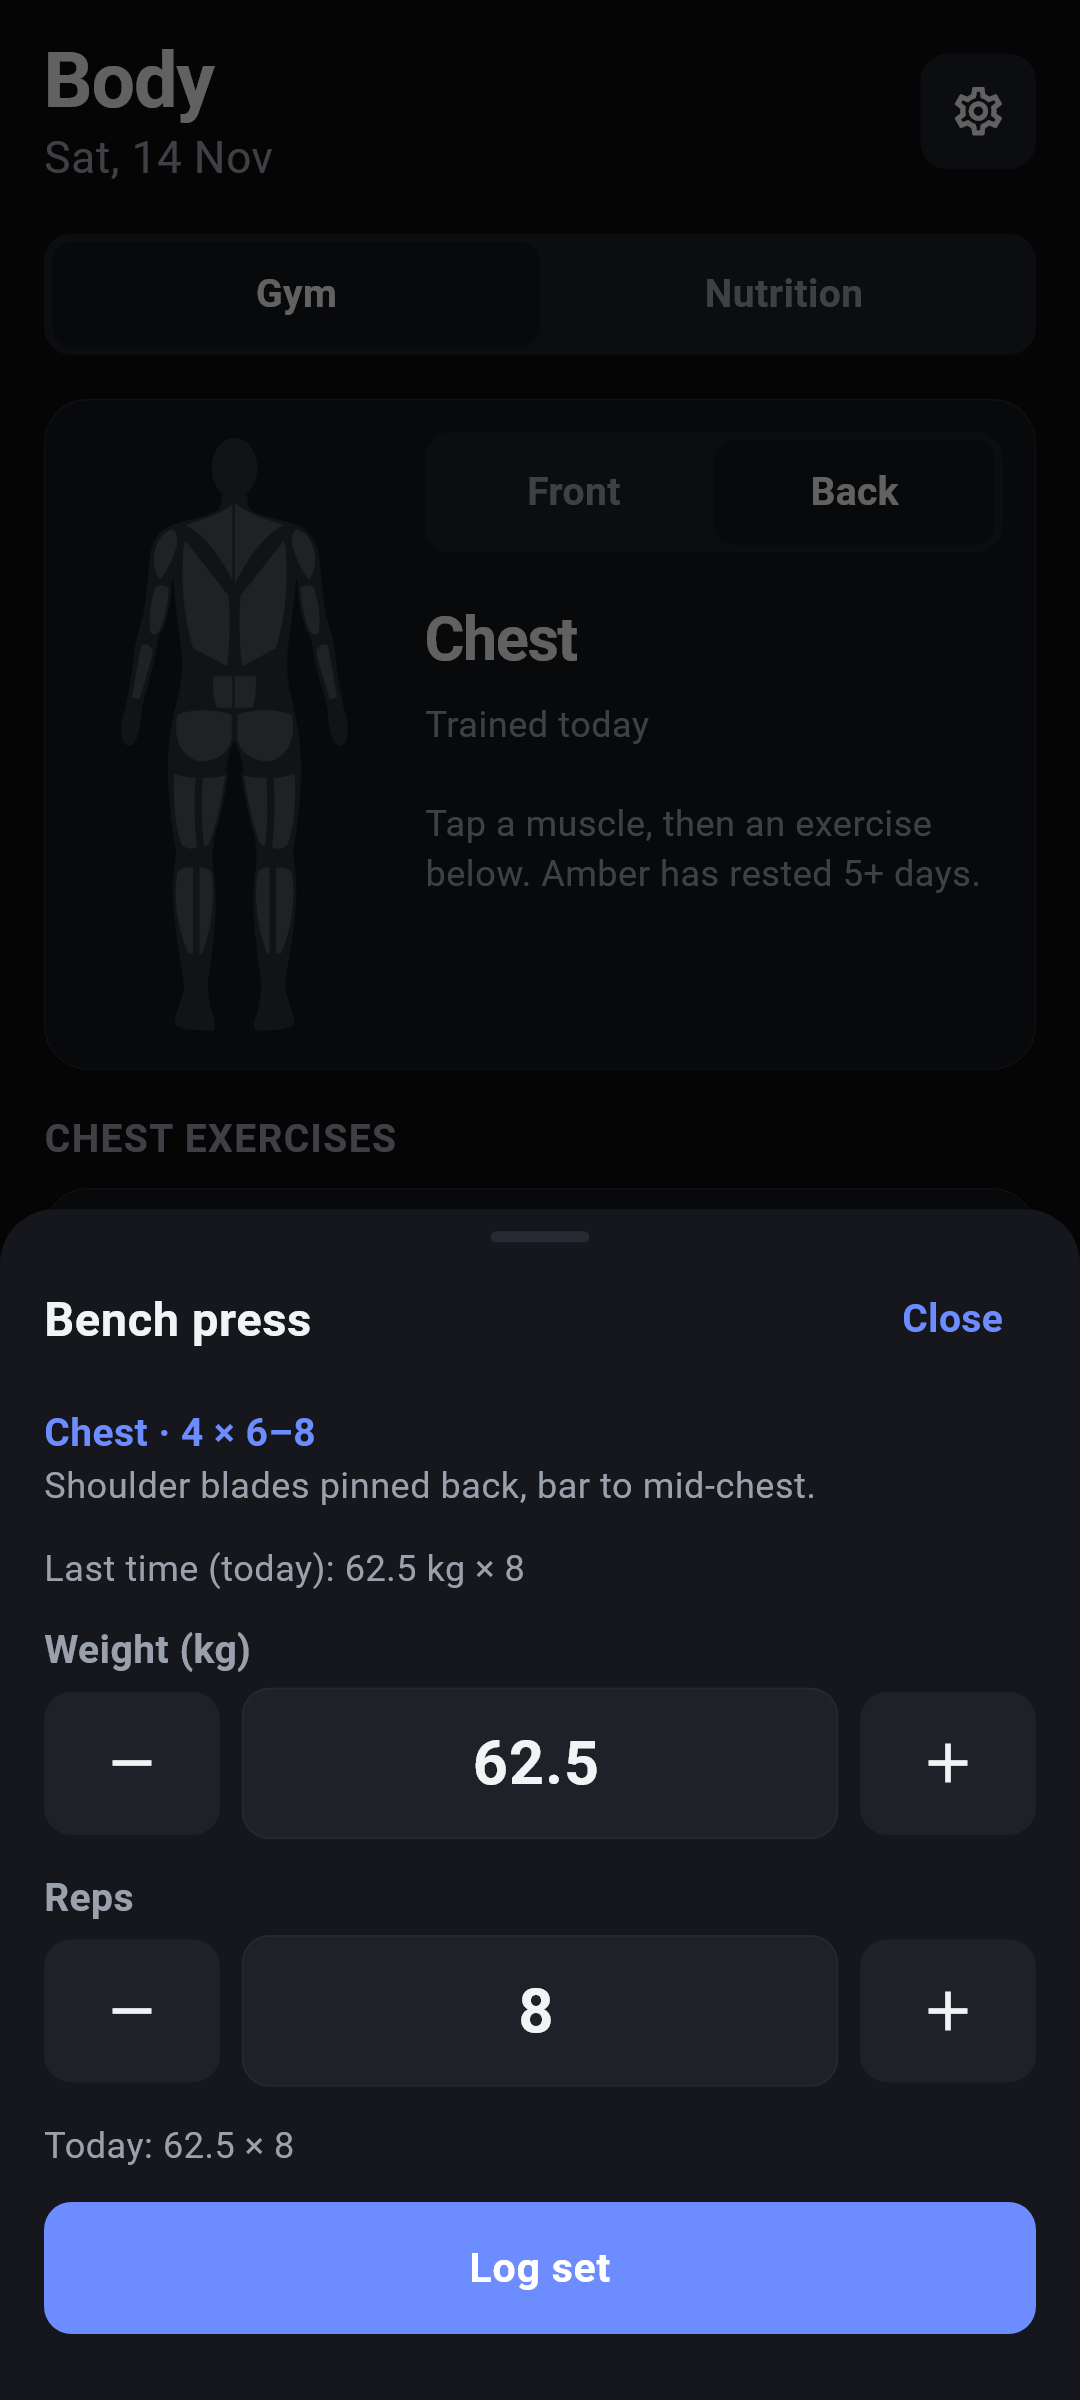 Body
Sat, 14 Nov
Gym
Nutrition
Front
Back
Chest
Trained today
Tap a muscle, then an exercise
below. Amber has rested 5+ days.
CHEST EXERCISES
Bench press
Close
Chest · 4 × 6–8
Shoulder blades pinned back, bar to mid-chest.
Last time (today): 62.5 kg × 8
Weight (kg)
62.5
Reps
8
Today: 62.5 × 8
Log set